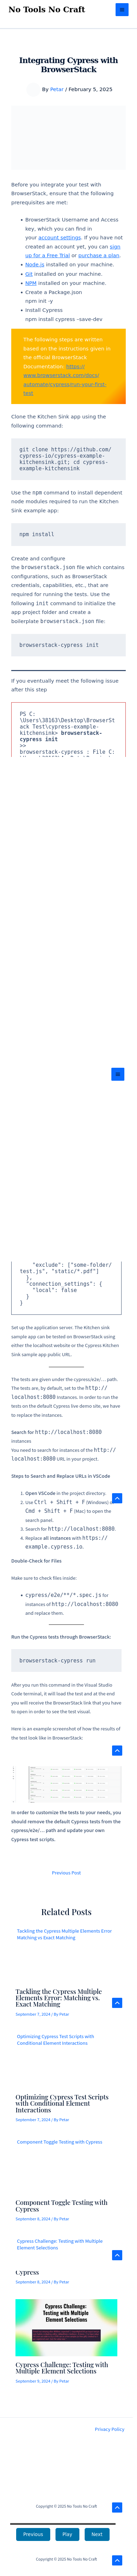 No Tools No Craft
Integrating Cypress with
BrowserStack
By Petar / February 5, 2025
Before you integrate your test with
BrowserStack, ensure that the following
prerequisites are met:
BrowserStack Username and Access
key, which you can find in
your account settings. If you have not
created an account yet, you can sign
up for a Free Trial or purchase a plan.
Node.js installed on your machine.
Git installed on your machine.
NPM installed on your machine.
Create a Package.json
npm init -y
Install Cypress
npm install cypress –save-dev
The following steps have been written
based on the instructions given in
the official BrowserStack
Documentation: https://
www.browserstack.com/docs/
automate/cypress/run-your-first-
test
Clone the Kitchen Sink app using the
following command:
git clone https://github.com/
cypress-io/cypress-example-
kitchensink.git; cd cypress-
example-kitchensink
Use the npm command to install dependent
node modules required to run the Kitchen
Sink example app:
npm install
Create and configure
the browserstack.json file which contains
configurations, such as BrowserStack
credentials, capabilities, etc., that are
required for running the tests. Use the
following init command to initialize the
app project folder and create a
boilerplate browserstack.json file:
browserstack-cypress init
If you eventually meet the following issue
after this step
PS C:
\Users\38163\Desktop\BrowserSt
ack Test\cypress-example-
kitchensink> browserstack-
cypress init
>>
browserstack-cypress : File C:
"exclude": ["some-folder/
test.js", "static/*.pdf"]
},
"connection_settings": {
"local": false
}
}
Set up the application server. The Kitchen sink
sample app can be tested on BrowserStack using
either the localhost website or the Cypress Kitchen
Sink sample app public URL.
The tests are given under the cypress/e2e/… path.
The tests are, by default, set to the http://
localhost:8080 instances. In order to run the
tests on the default Cypress live demo site, we have
to replace the instances.
Search for http://localhost:8080
Instances
You need to search for instances of the http://
localhost:8080 URL in your project.
Steps to Search and Replace URLs in VSCode
1. Open VSCode in the project directory.
2. Use Ctrl + Shift + F (Windows) or
Cmd + Shift + F (Mac) to open the
search panel.
3. Search for http://localhost:8080.
4. Replace all instances with https://
example.cypress.io.
Double-Check for Files
Make sure to check files inside:
cypress/e2e/**/*.spec.js for
instances of http://localhost:8080
and replace them.
Run the Cypress tests through BrowserStack:
browserstack-cypress run
After you run this command in the Visual Studio
Code terminal, it will load the test and at the end
you will receive the BrowserStack link that you have
to open in order to see the test visual.
Here is an example screenshot of how the results of
the test look like in BrowserStack:
In order to customize the tests to your needs, you
should remove the default Cypress tests from the
cypress/e2e/… path and update your own
Cypress test scripts.
Previous Post
Related Posts
Tackling the Cypress Multiple Elements Error
Matching vs Exact Matching
Tackling the Cypress Multiple
Elements Error: Matching vs.
Exact Matching
September 7, 2024 / By Petar
Optimizing Cypress Test Scripts with
Conditional Element Interactions
Optimizing Cypress Test Scripts
with Conditional Element
Interactions
September 7, 2024 / By Petar
Component Toggle Testing with Cypress
Component Toggle Testing with
Cypress
September 8, 2024 / By Petar
Cypress Challenge: Testing with Multiple
Element Selections
Cypress
September 8, 2024 / By Petar
Cypress Challenge:
Testing with Multiple
Element Selections
Cypress Challenge: Testing with
Multiple Element Selections
September 9, 2024 / By Petar
Privacy Policy
Copyright © 2025 No Tools No Craft
Previous
Play
Next
Copyright © 2025 No Tools No Craft